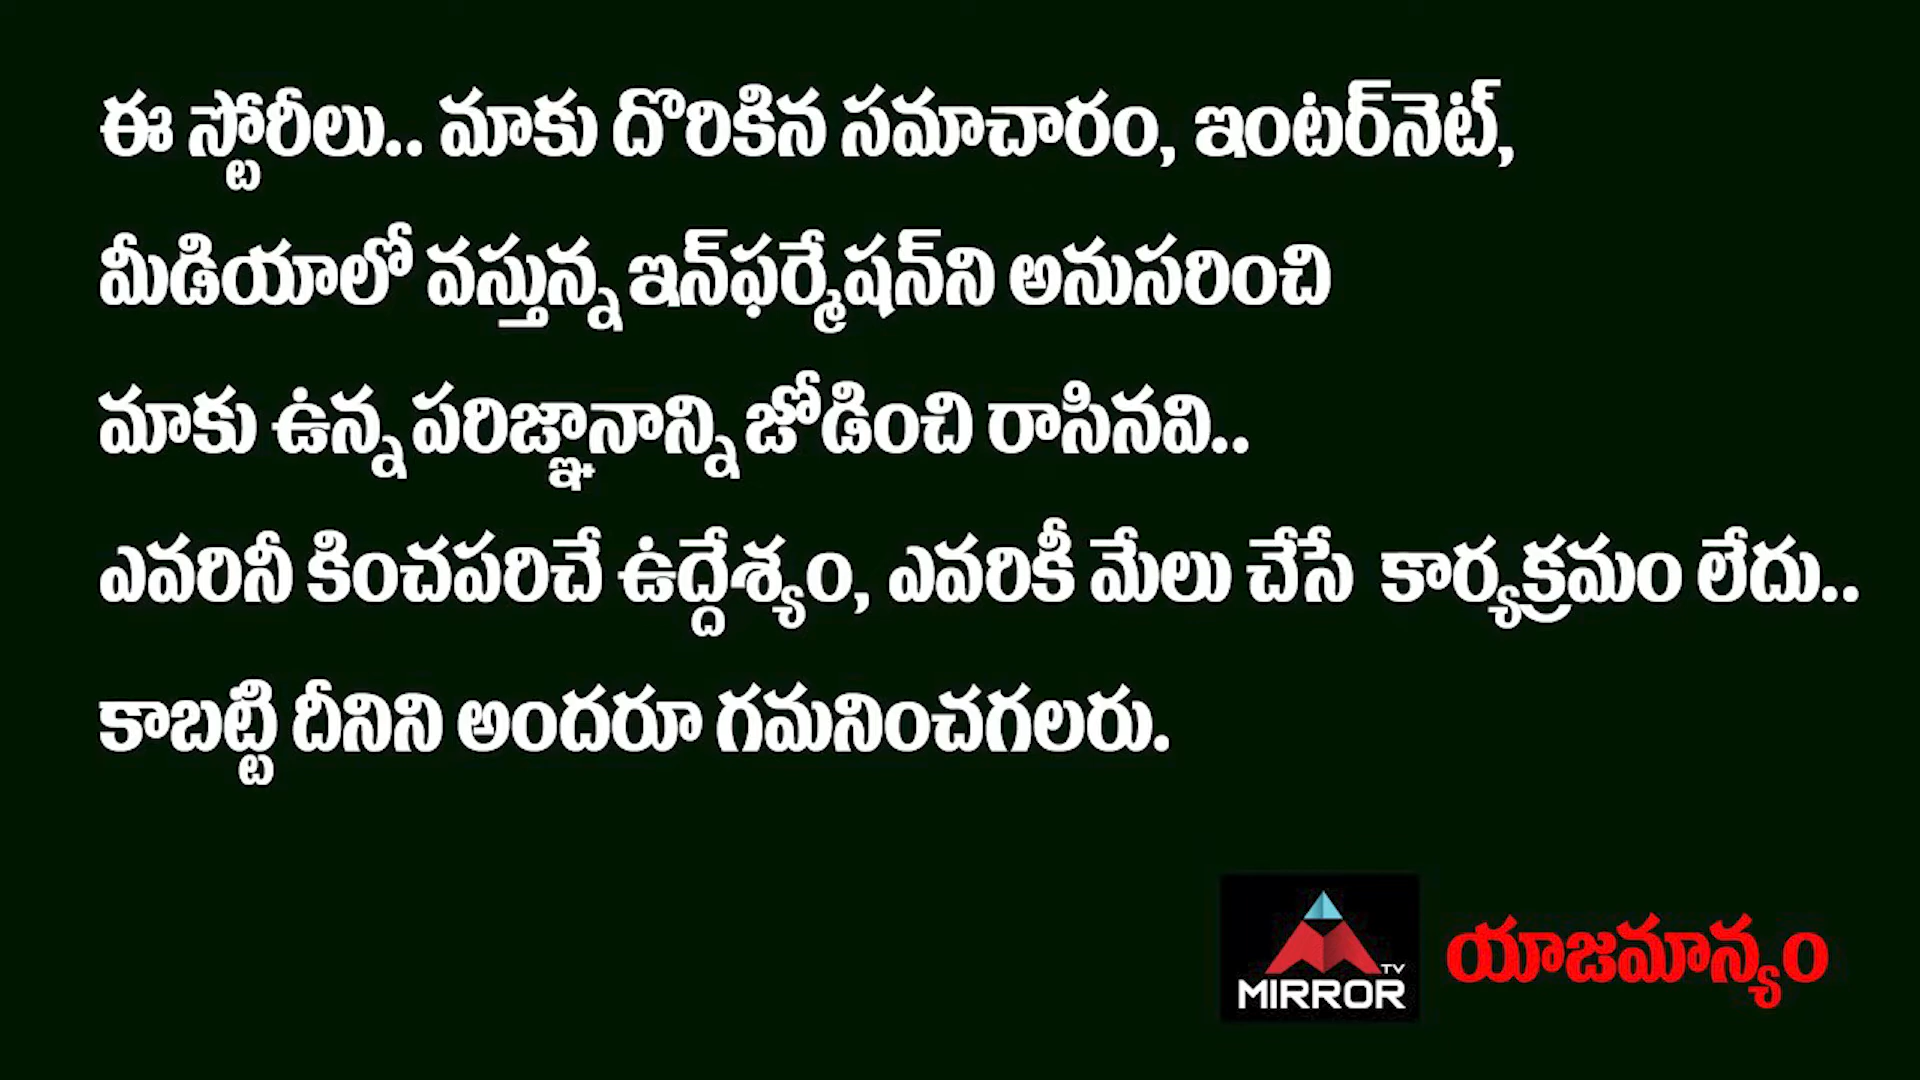 ఈ స్టోరీలు.. మాకు దొరికిన సమాచారం, ఇంటర్‌నెట్,
మీడియాలో వస్తున్న ఇన్‌ఫర్మేషన్‌ని అనుసరించి
మాకు ఉన్న పరిజ్ఞానాన్ని జోడించి రాసినవి..
ఎవరినీ కించపరిచే ఉద్దేశ్యం, ఎవరికీ మేలు చేసే కార్యక్రమం లేదు..
కాబట్టి దీనిని అందరూ గమనించగలరు.
TV
MIRROR
యాజమాన్యం